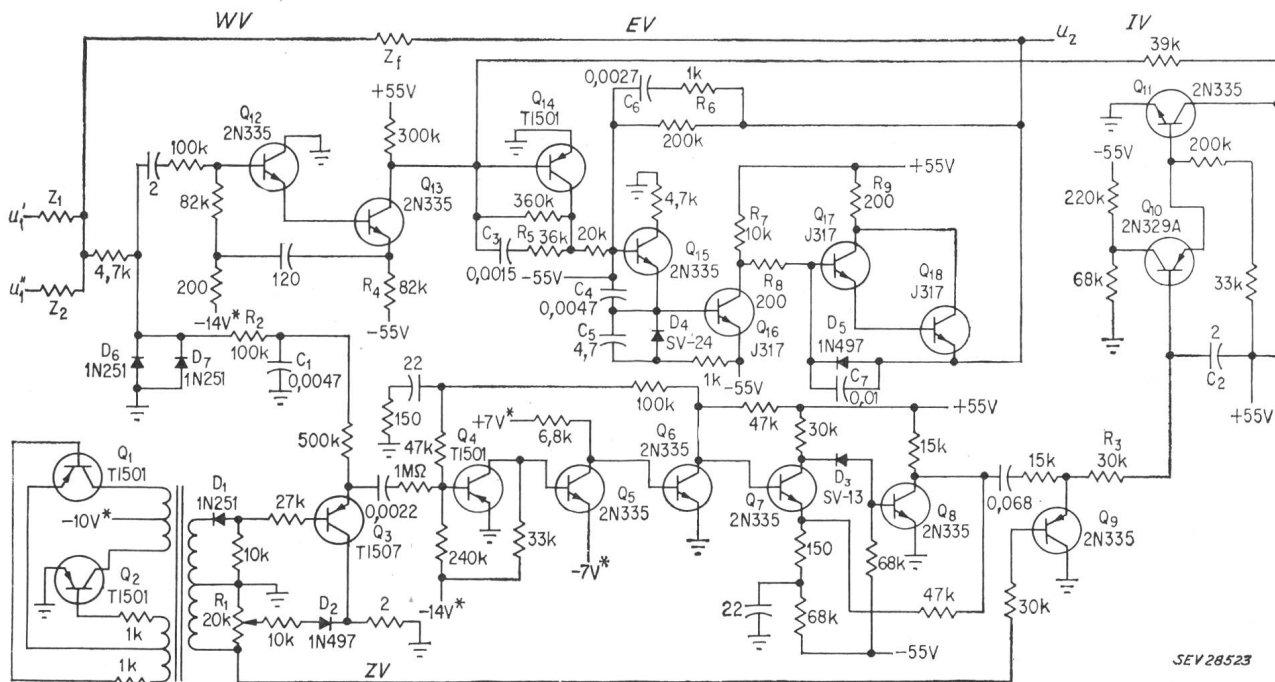 WV
EV
IV
u2
Zf
39k
0,0027
1k
C6
R6
200k
+55V
Q14
TI501
Q12
2N335
300k
Q11
2N335
-55V
200k
220k
Q10
2N329A
68k
33k
2
C2
+55V
2
100k
82k
Q13
2N335
360k
C3
R5
36k
20k
0,0015
-55V
4,7k
Q15
2N335
R7
10k
R8
200
+55V
R9
200
Q17
J317
Q18
J317
u1'
Z1
u1"
Z2
4,7k
200
120
R4
82k
-55V
-14V*
R2
100k
C4
0,0047
C5
4,7
D4
SV-24
1k
Q16
J317
-55V
D5
1N497
C7
0,01
D6
1N251
D7
1N251
C1
0,0047
22
150
100k
47k
+55V
500k
47k
1MΩ
0,0022
Q4
TI501
+7V*
6,8k
Q6
2N335
Q5
2N335
-7V*
30k
D3
SV-13
15k
Q7
2N335
Q8
2N335
0,068
15k
R3
30k
Q9
2N335
Q1
TI501
-10V*
Q2
TI501
1k
1k
D1
1N251
27k
10k
Q3
TI507
R1
20k
10k
D2
1N497
2
240k
33k
-14V*
150
22
68k
68k
47k
-55V
30k
ZV
SEV 28523